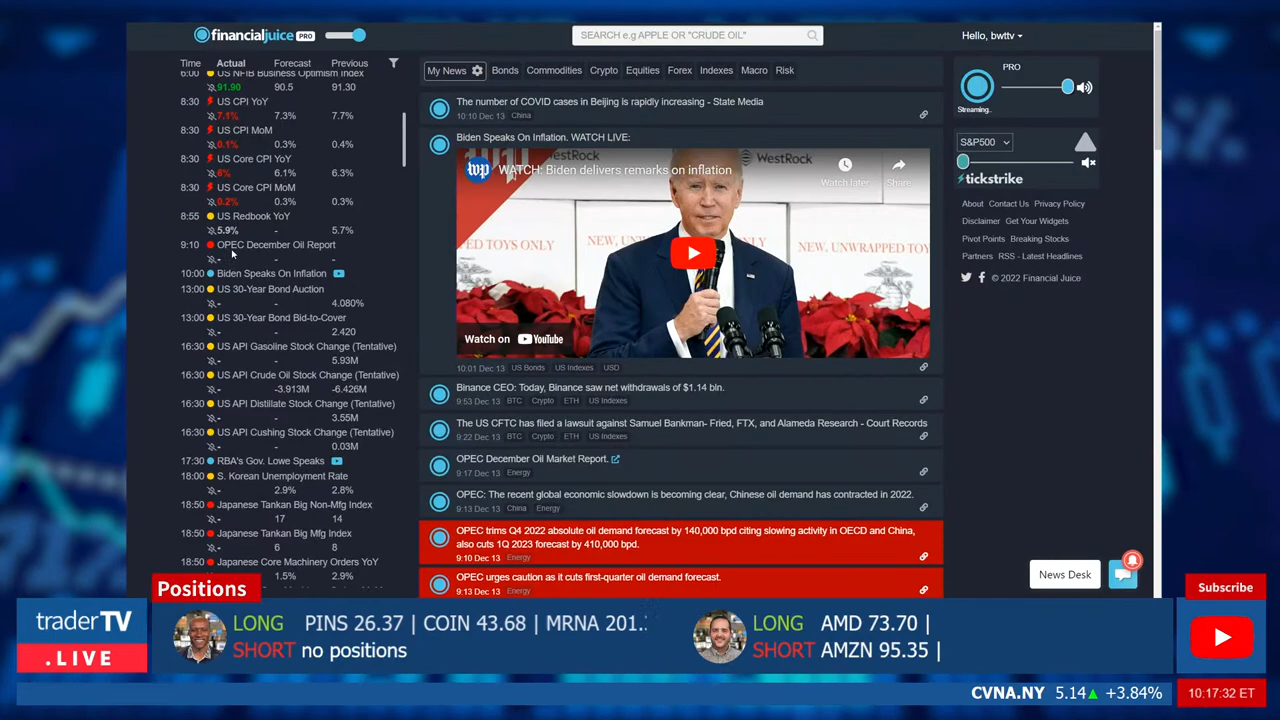 financialjuice PRO
SEARCH e.g APPLE OR "CRUDE OIL"
Hello, bwttv
Time Actual Forecast Previous
6:00 US NFIB Business Optimism Index
91.90 90.5 91.30
8:30 US CPI YoY
7.1% 7.3% 7.7%
8:30 US CPI MoM
0.1% 0.3% 0.4%
8:30 US Core CPI YoY
6% 6.1% 6.3%
8:30 US Core CPI MoM
0.2% 0.3% 0.3%
8:55 US Redbook YoY
5.9% - 5.7%
9:10 OPEC December Oil Report
- - -
10:00 Biden Speaks On Inflation
13:00 US 30-Year Bond Auction
- 4.080%
13:00 US 30-Year Bond Bid-to-Cover
- 2.420
16:30 US API Gasoline Stock Change (Tentative)
- 5.93M
16:30 US API Crude Oil Stock Change (Tentative)
- -3.913M -6.426M
16:30 US API Distillate Stock Change (Tentative)
- 3.55M
16:30 US API Cushing Stock Change (Tentative)
- 0.03M
17:30 RBA's Gov. Lowe Speaks
18:00 S. Korean Unemployment Rate
- 2.9% 2.8%
18:50 Japanese Tankan Big Non-Mfg Index
- 17 14
18:50 Japanese Tankan Big Mfg Index
- 6 8
18:50 Japanese Core Machinery Orders YoY
1.5% 2.9%
My News Bonds Commodities Crypto Equities Forex Indexes Macro Risk
The number of COVID cases in Beijing is rapidly increasing - State Media
10:10 Dec 13 China
Biden Speaks On Inflation. WATCH LIVE:
WestRock
WestRock
wp WATCH: Biden delivers remarks on inflation
Watch later Share
ED TOYS ONLY NEW, UNWRAPPED TOYS
NEW, UNWRAPPED TO
Watch on YouTube
10:01 Dec 13 US Bonds US Indexes USD
Binance CEO: Today, Binance saw net withdrawals of $1.14 bln.
9:53 Dec 13 BTC Crypto ETH US Indexes
The US CFTC has filed a lawsuit against Samuel Bankman- Fried, FTX, and Alameda Research - Court Records
9:22 Dec 13 BTC Crypto ETH US Indexes
OPEC December Oil Market Report.
9:17 Dec 13 Energy
OPEC: The recent global economic slowdown is becoming clear, Chinese oil demand has contracted in 2022.
9:13 Dec 13 China Energy
OPEC trims Q4 2022 absolute oil demand forecast by 140,000 bpd citing slowing activity in OECD and China,
also cuts 1Q 2023 forecast by 410,000 bpd.
9:10 Dec 13 Energy
OPEC urges caution as it cuts first-quarter oil demand forecast.
9:13 Dec 13 Energy
PRO
Streaming..
S&P500
tickstrike
About Contact Us Privacy Policy
Disclaimer Get Your Widgets
Pivot Points Breaking Stocks
Partners RSS - Latest Headlines
© 2022 Financial Juice
News Desk
Positions
traderTV
.LIVE
LONG PINS 26.37 | COIN 43.68 | MRNA 201.
SHORT no positions
LONG AMD 73.70 |
SHORT AMZN 95.35 |
Subscribe
CVNA.NY 5.14 +3.84%
10:17:32 ET